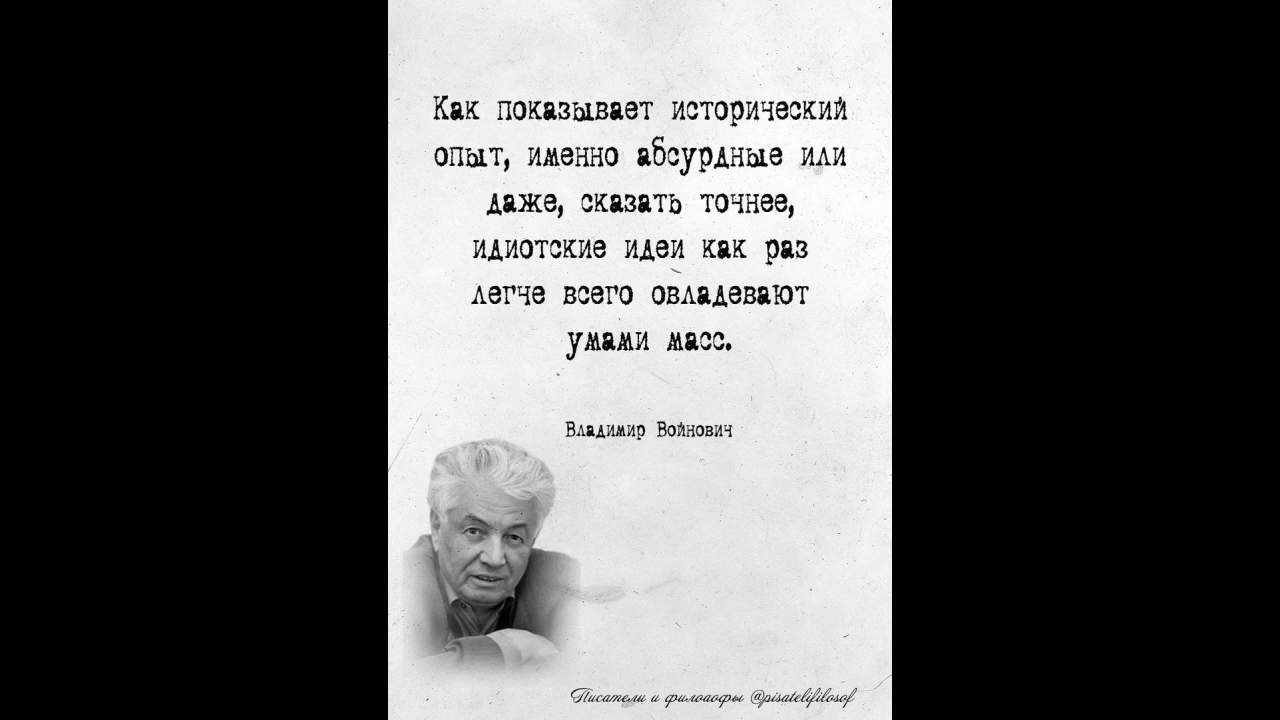 Как показывает исторический
опыт, именно абсурдные или
даже, сказать точнее,
идиотские идеи как раз
легче всего овладевают
умами масс.
Владимир Войнович
Писатели и филоаофы @pisatelifilosof